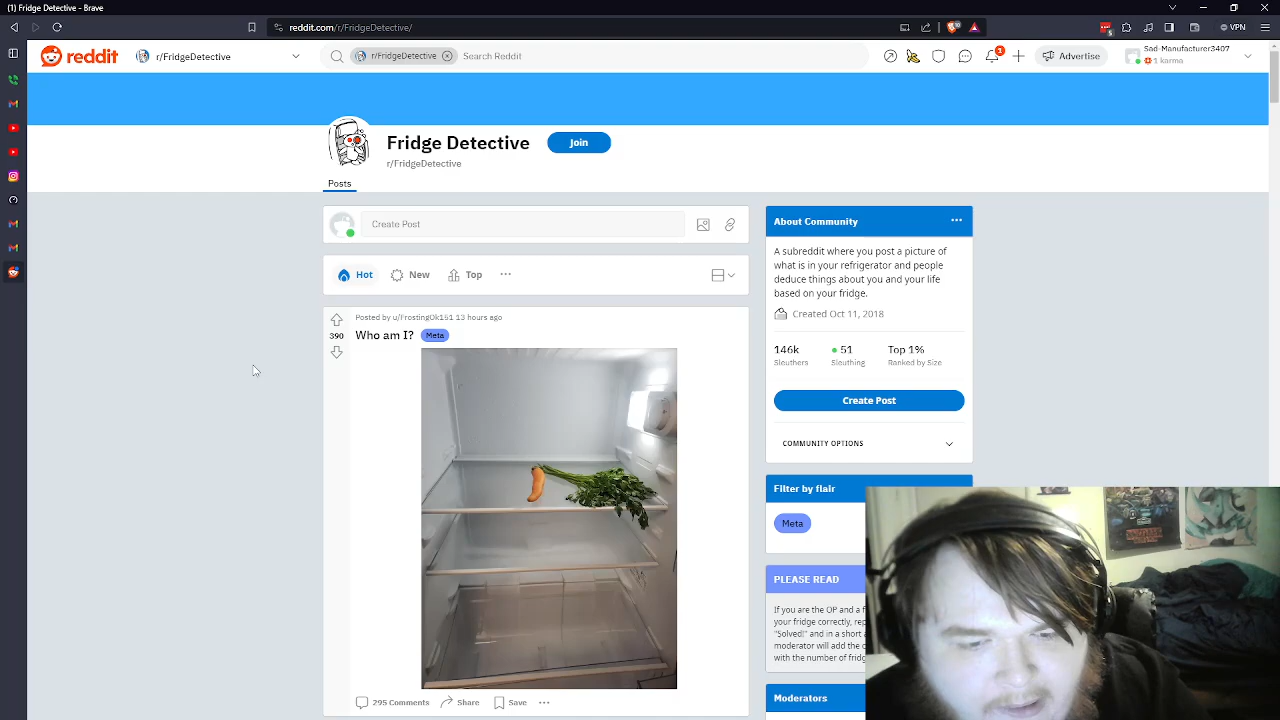 (1) Fridge Detective - Brave
reddit.com/r/FridgeDetective/
10
5
VPN
reddit
r/FridgeDetective
r/FridgeDetective
Search Reddit
1
Advertise
Sad-Manufacturer3407
1 karma
Fridge Detective
Join
r/FridgeDetective
Posts
Create Post
Hot
New
Top
Posted by u/FrostingOk151 13 hours ago
390
Who am I?
Meta
295 Comments
Share
Save
About Community
A subreddit where you post a picture of
what is in your refrigerator and people
deduce things about you and your life
based on your fridge.
Created Oct 11, 2018
146k
51
Top 1%
Sleuthers
Sleuthing
Ranked by Size
Create Post
COMMUNITY OPTIONS
Filter by flair
Meta
PLEASE READ
If you are the OP and a
your fridge correctly, rep
"Solved!" and in a short
moderator will add the
with the number of
Moderators